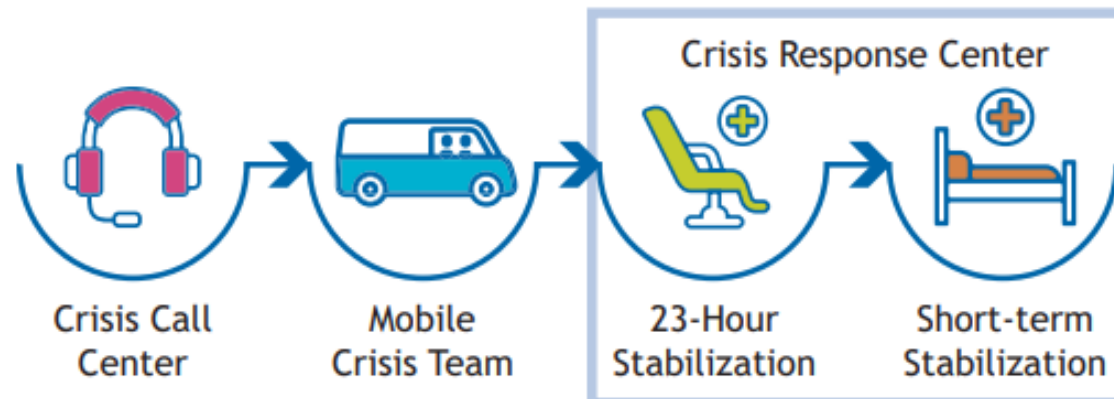 Crisis Response Center
Crisis Call
Center
Mobile
Crisis Team
23-Hour
Stabilization
Short-term
Stabilization